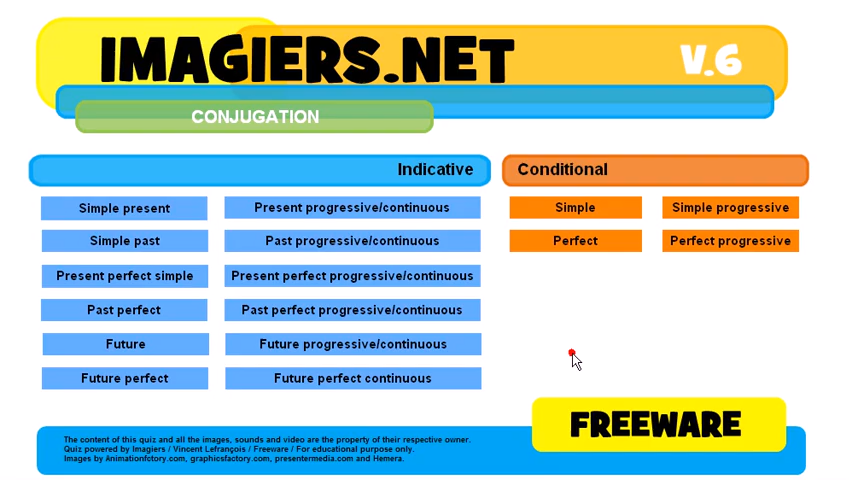 IMAGIERS.NET
V.6
CONJUGATION
Indicative
Conditional
Simple present
Present progressive/continuous
Simple
Simple progressive
Simple past
Past progressive/continuous
Perfect
Perfect progressive
Present perfect simple
Present perfect progressive/continuous
Past perfect
Past perfect progressive/continuous
Future
Future progressive/continuous
Future perfect
Future perfect continuous
FREEWARE
The content of this quiz and all the images, sounds and video are the property of their respective owner.
Quiz powered by Imagiers / Vincent Lefrançois / Freeware / For educational purpose only.
Images by Animationfotory.com, graphicsfactory.com, presentermedia.com and Hemera.